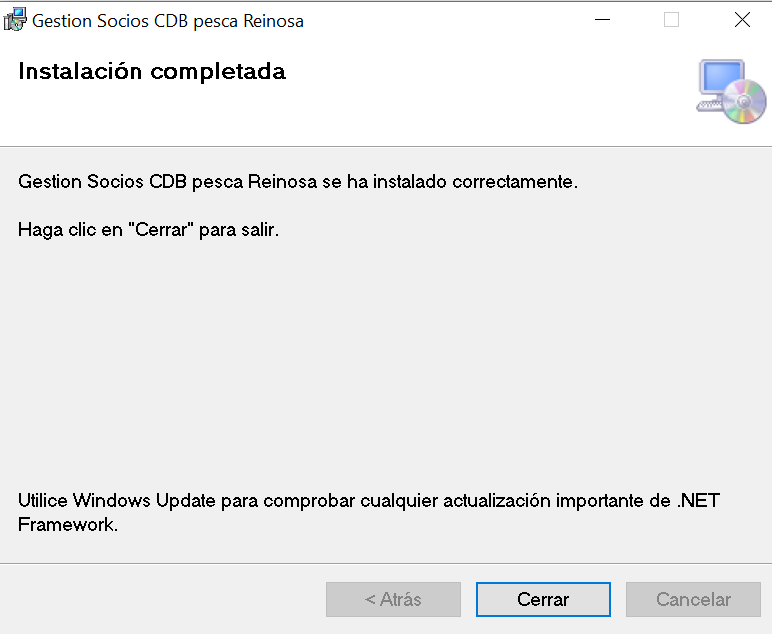 Gestion Socios CDB pesca Reinosa
Instalación completada
Gestion Socios CDB pesca Reinosa se ha instalado correctamente.
Haga clic en "Cerrar" para salir.
Utilice Windows Update para comprobar cualquier actualización importante de .NET
Framework.
< Atrás
Cerrar
Cancelar